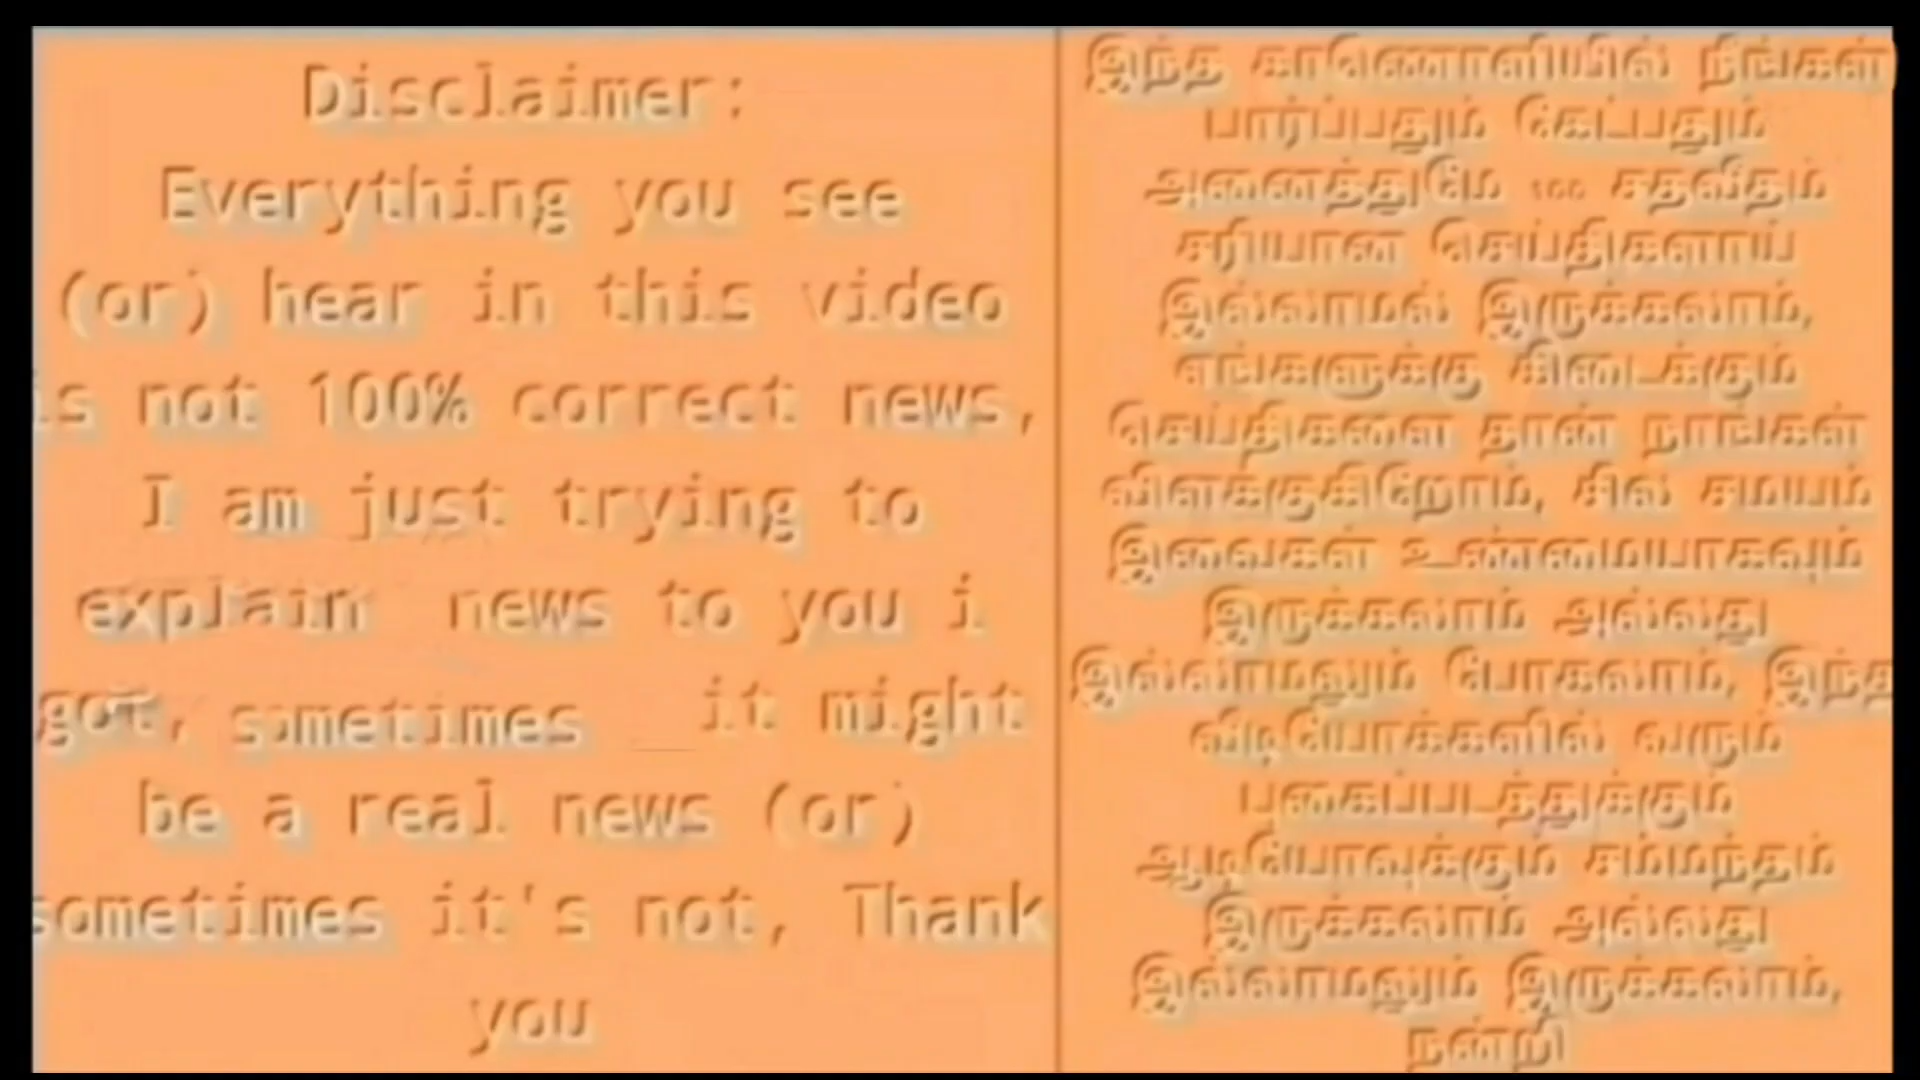 Disclaimer:
Everything you see
(or) hear in this video
is not 100% correct news,
I am just trying to
explain news to you i
got, sometimes _ it might
be a real news (or)
sometimes it's not, Thank
you
இந்த காணொளியில் நீங்கள்
பார்ப்பதும் கேட்பதும்
அனைத்துமே 100 சதவீதம்
சரியான செய்திகளாய்
இல்லாமல் இருக்கலாம்,
எங்களுக்கு கிடைக்கும்
செய்திகளை தான் நாங்கள்
விளக்குகிறோம், சில சமயம்
இவைகள் உண்மையாகவும்
இருக்கலாம் அல்லது
இல்லாமலும் போகலாம், இந்த
வீடியோக்களில் வரும்
புகைப்படத்துக்கும்
ஆடியோவுக்கும் சம்மந்தம்
இருக்கலாம் அல்லது
இல்லாமலும் இருக்கலாம்,
நன்றி